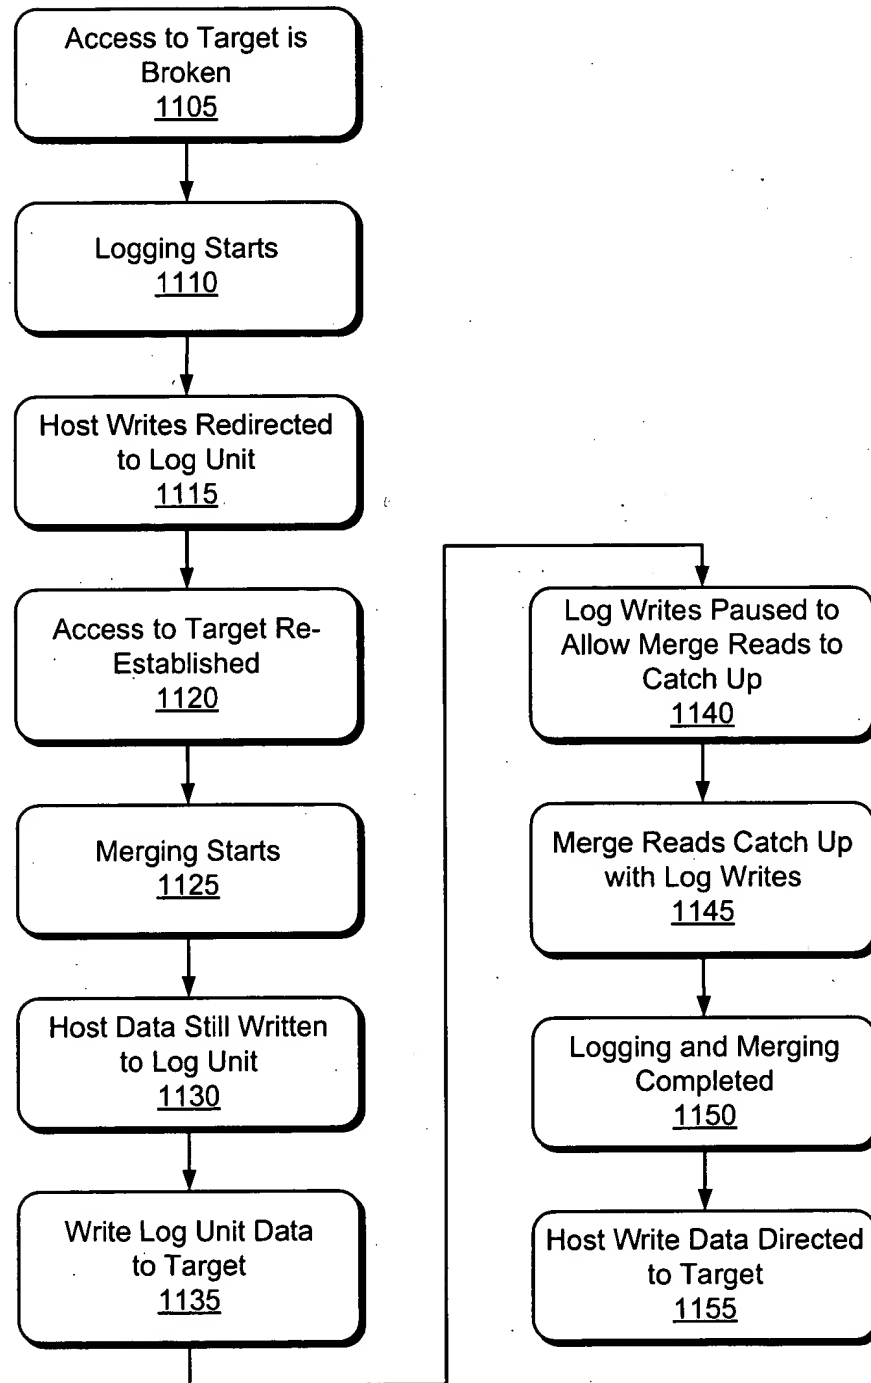 Access to Target is
Broken
1105
Logging Starts
1110
Host Writes Redirected
to Log Unit
1115
Access to Target Re-
Established
1120
Merging Starts
1125
Host Data Still Written
to Log Unit
1130
Write Log Unit Data
to Target
1135
Log Writes Paused to
Allow Merge Reads to
Catch Up
1140
Merge Reads Catch Up
with Log Writes
1145
Logging and Merging
Completed
1150
Host Write Data Directed
to Target
1155